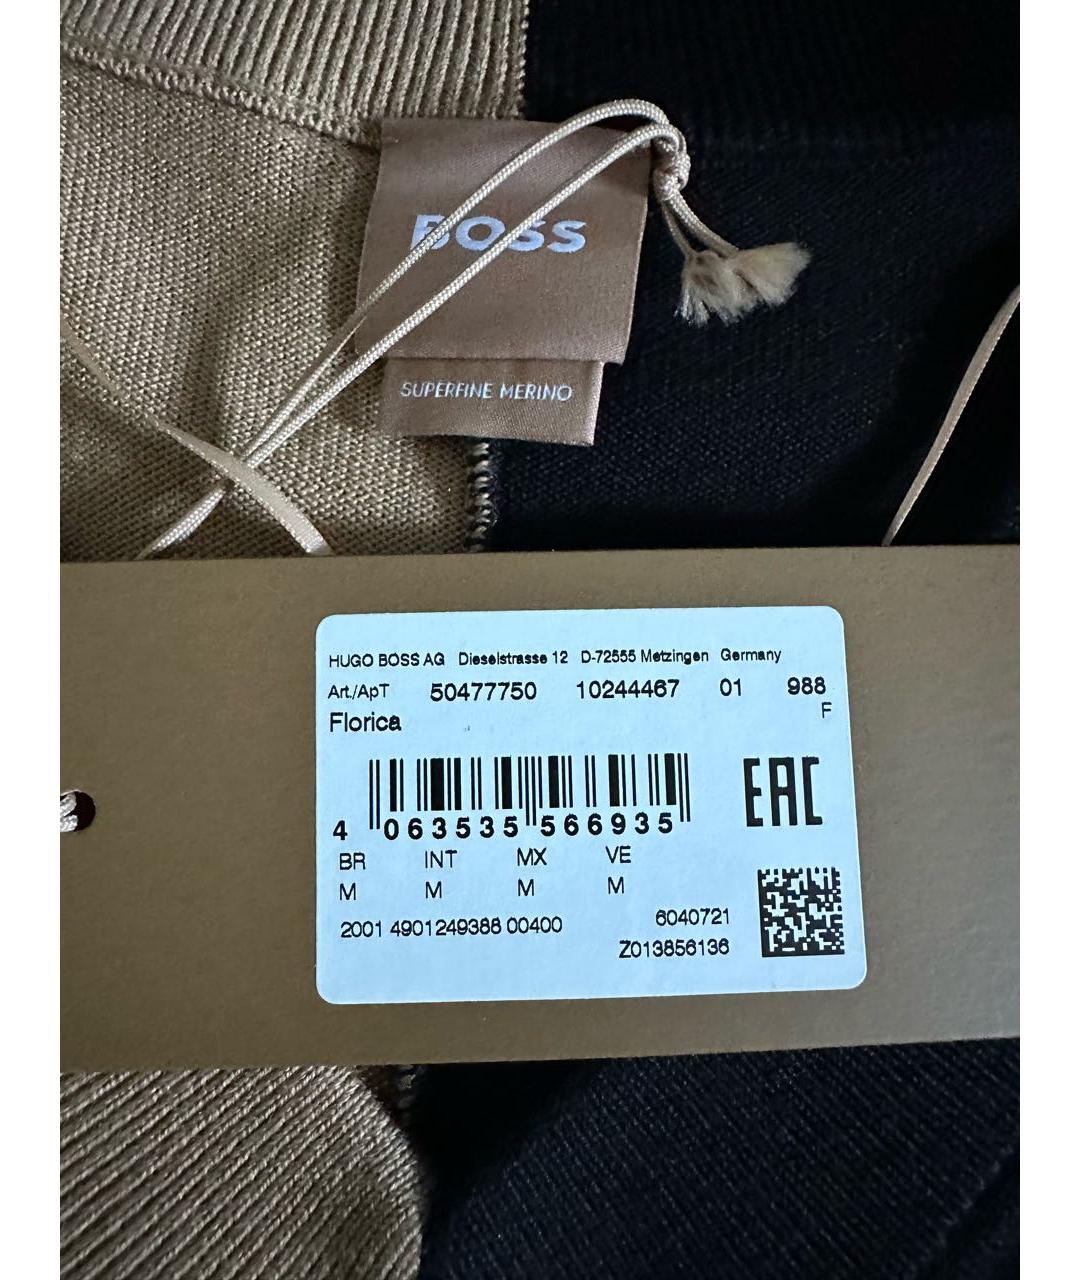 BOSS
SUPERFINE MERINO
HUGO BOSS AG Dieselstrasse 12 D-72555 Metzingen Germany
Art./ApT 50477750 10244467 01 988
Florica F
EAC
4 063535 566935
BR INT MX VE
M M M M
2001 4901249388 00400 6040721
Z013856136